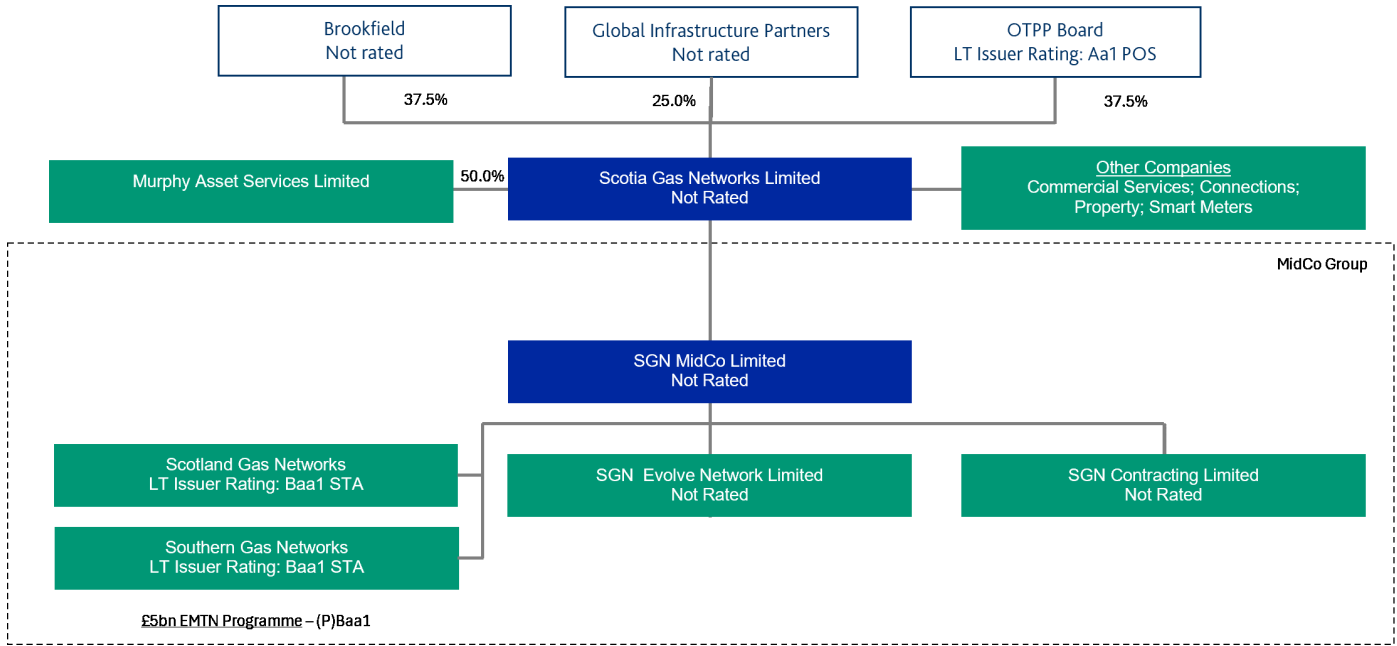 Brookfield
Not rated
Global Infrastructure Partners
Not rated
OTPP Board
LT Issuer Rating: Aa1 POS
37.5%
25.0%
37.5%
Murphy Asset Services Limited
50.0%
Scotia Gas Networks Limited
Not Rated
Other Companies
Commercial Services; Connections;
Property; Smart Meters
MidCo Group
SGN MidCo Limited
Not Rated
Scotland Gas Networks
LT Issuer Rating: Baa1 STA
SGN Evolve Network Limited
Not Rated
SGN Contracting Limited
Not Rated
Southern Gas Networks
LT Issuer Rating: Baa1 STA
£5bn EMTN Programme – (P)Baa1